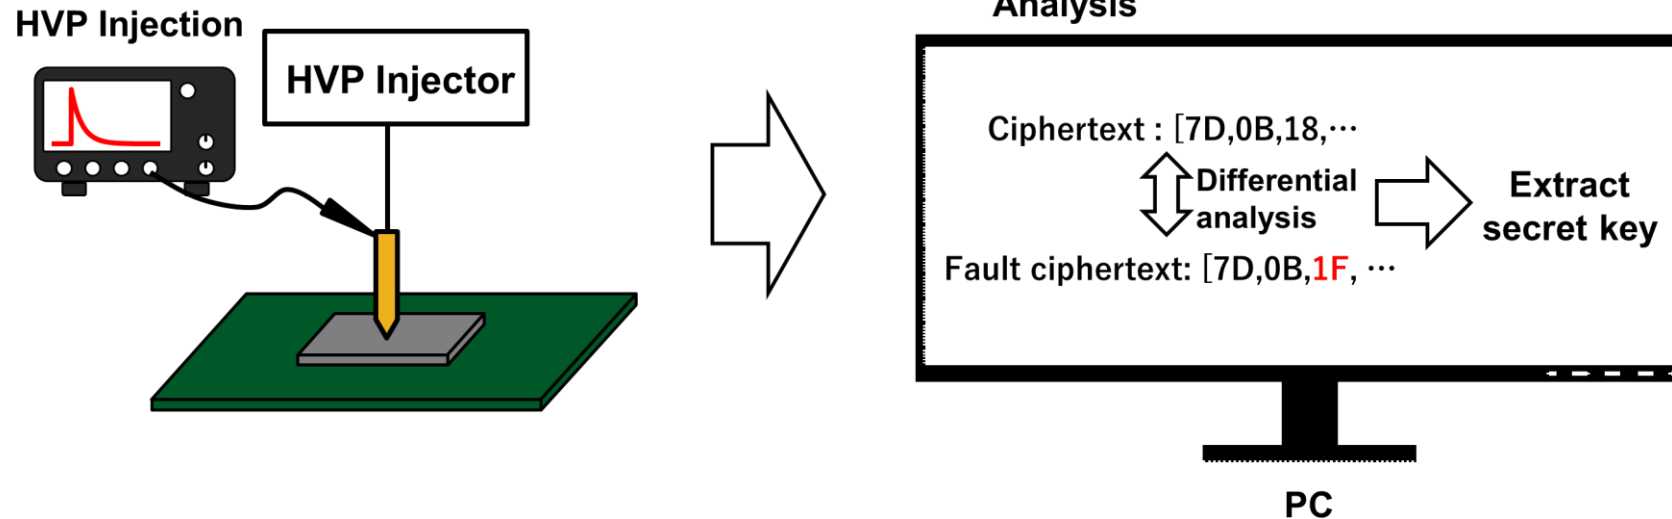 HVP Injection
HVP Injector
Analysis
Ciphertext : [7D,0B,18,⋯
Differential
analysis
Fault ciphertext: [7D,0B,1F, ⋯
Extract
secret key
PC